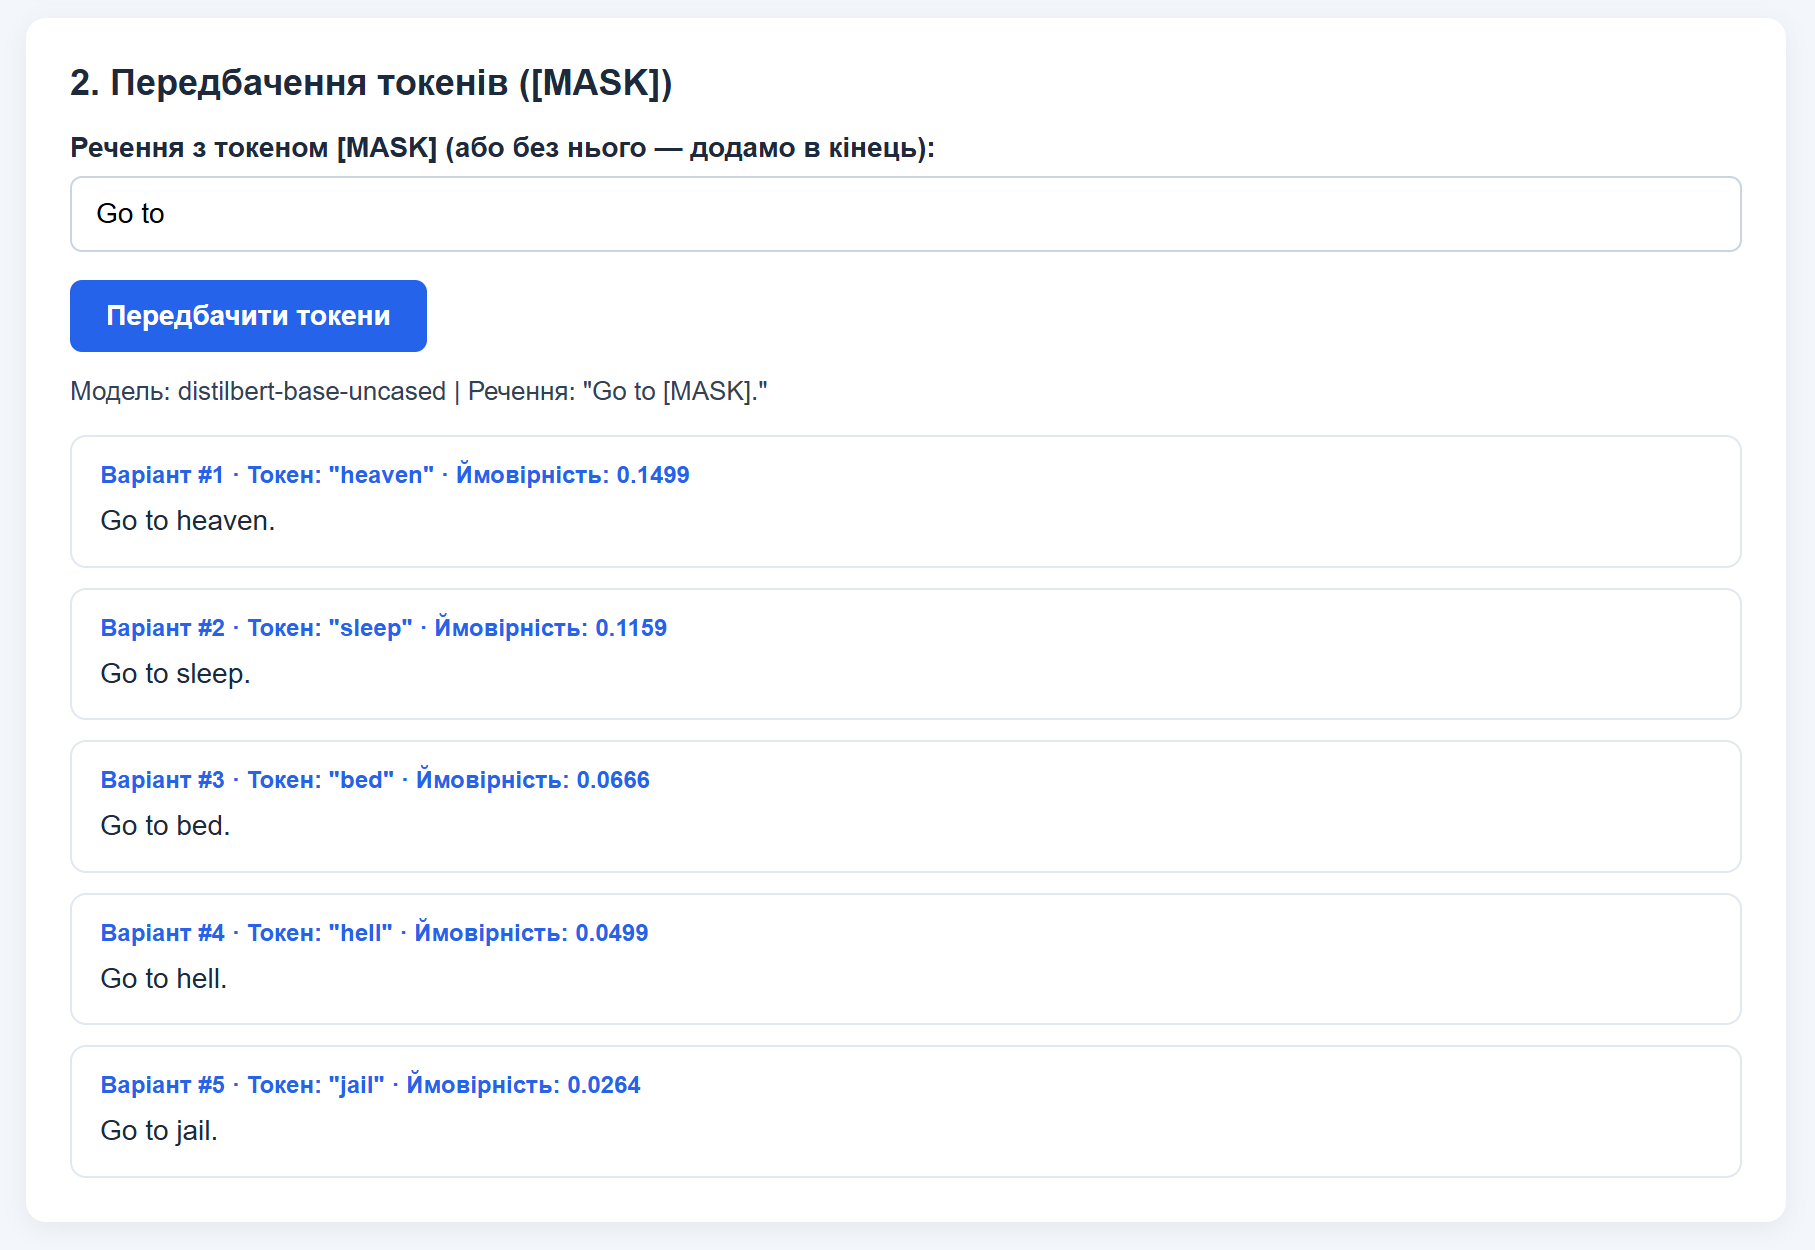 2. Передбачення токенів ([MASK])
Речення з токеном [MASK] (або без нього — додамо в кінець):
Go to
Передбачити токени
Модель: distilbert-base-uncased | Речення: "Go to [MASK]."
Варіант #1 · Токен: "heaven" · Ймовірність: 0.1499
Go to heaven.
Варіант #2 · Токен: "sleep" · Ймовірність: 0.1159
Go to sleep.
Варіант #3 · Токен: "bed" · Ймовірність: 0.0666
Go to bed.
Варіант #4 · Токен: "hell" · Ймовірність: 0.0499
Go to hell.
Варіант #5 · Токен: "jail" · Ймовірність: 0.0264
Go to jail.